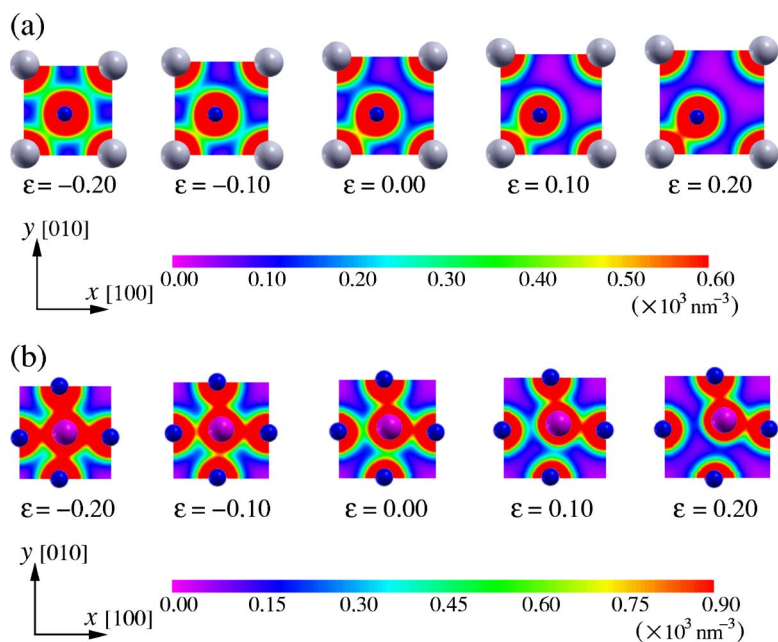 (a)
ε = −0.20 ε = −0.10 ε = 0.00 ε = 0.10 ε = 0.20
y [010]
x [100]
0.00 0.10 0.20 0.30 0.40 0.50 0.60
(×10³ nm⁻³)
(b)
ε = −0.20 ε = −0.10 ε = 0.00 ε = 0.10 ε = 0.20
y [010]
x [100]
0.00 0.15 0.30 0.45 0.60 0.75 0.90
(×10³ nm⁻³)